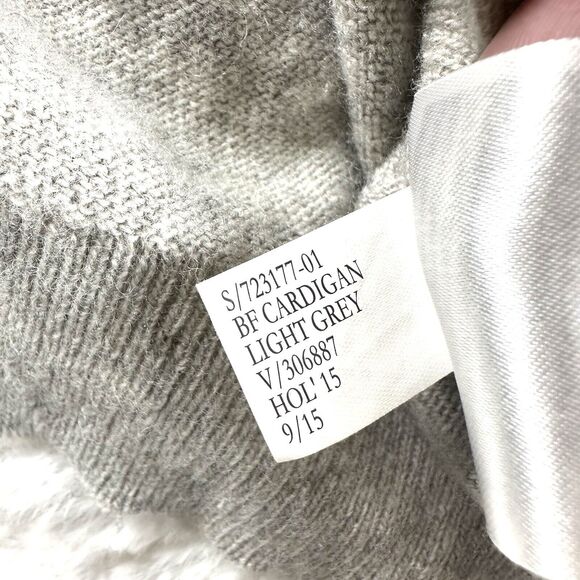 S/723177-01
BF CARDIGAN
LIGHT GREY
V/306887
HOL' 15
9/15